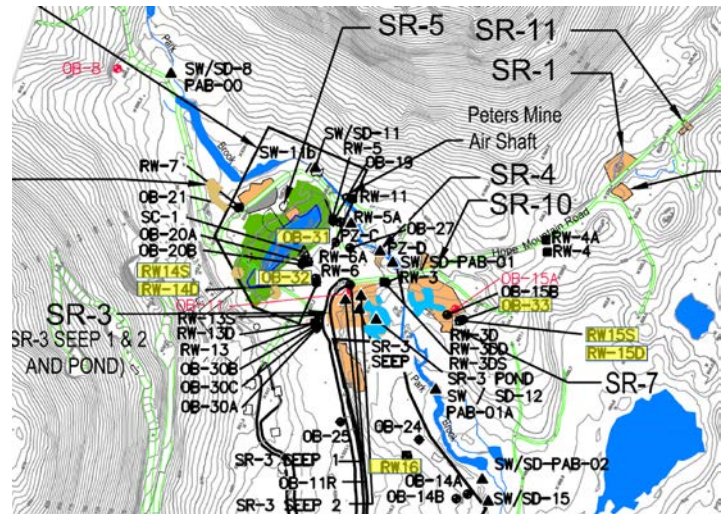 SR-5
SR-11
SR-1
OB-8
SW/SD-8
PAB-00
Park
Brook
Peters Mine
Air Shaft
SW/SD-11
RW-5
OB-19
SW-11b
RW-7
RW-11
SR-4
SR-10
OB-21
SC-1
OB-20A
OB-20B
RW-5A
OB-27
PZ-C
PZ-D
OB-31
Hope Mountain Road
RW-4A
RW-4
RW-6A
RW-6
SW/SD-PAB-01
RW-3
RW14S
RW-14D
OB-32
OB-11
OB-15A
OB-15B
OB-33
SR-3
SR-3 SEEP 1 & 2
AND POND)
RW-13S
RW-13D
RW-13
OB-30B
OB-30C
OB-30A
SR-3
SEEP
RW-3D
RW-3DD
RW-3DS
SR-3 POND
RW15S
RW-15D
SR-7
SW / SD-12
PAB-01A
Park
Brook
OB-25
OB-24
SR-3 SEEP 1
OB-11R
SR-3 SEEP 2
RW16
OB-14A
OB-14B
SW/SD-PAB-02
SW/SD-15